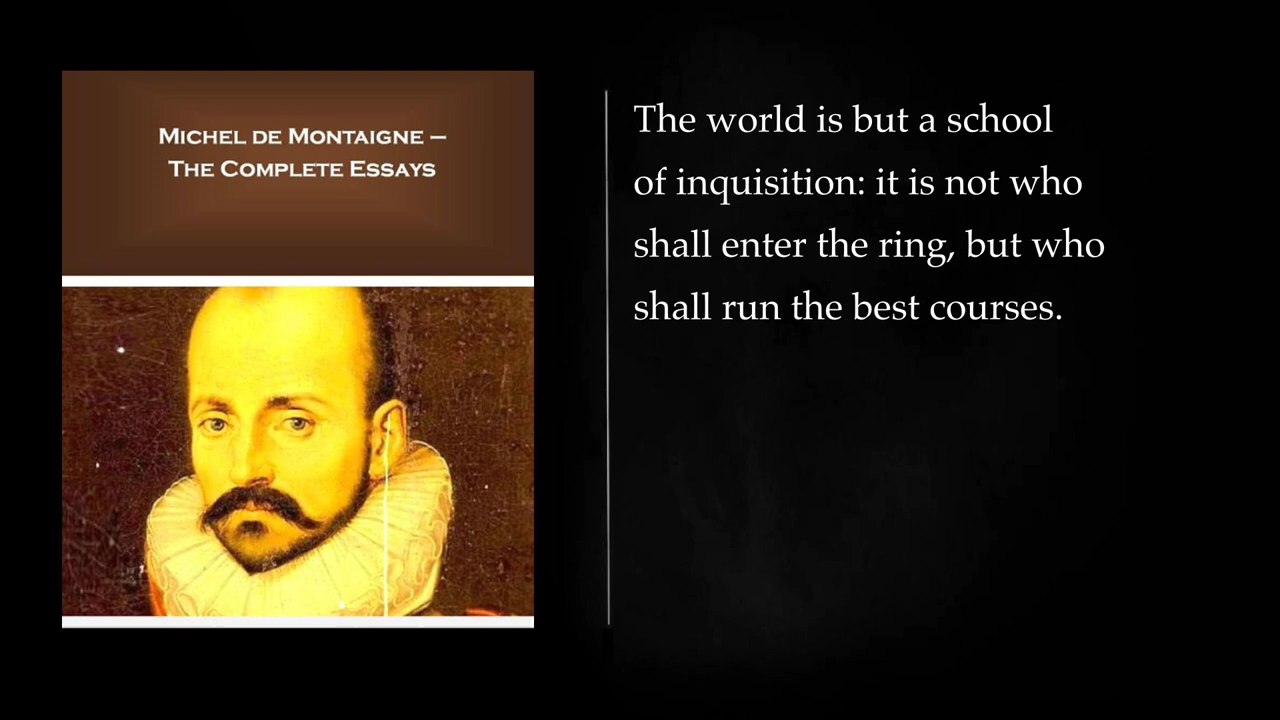 MICHEL DE MONTAIGNE –
THE COMPLETE ESSAYS
The world is but a school
of inquisition: it is not who
shall enter the ring, but who
shall run the best courses.